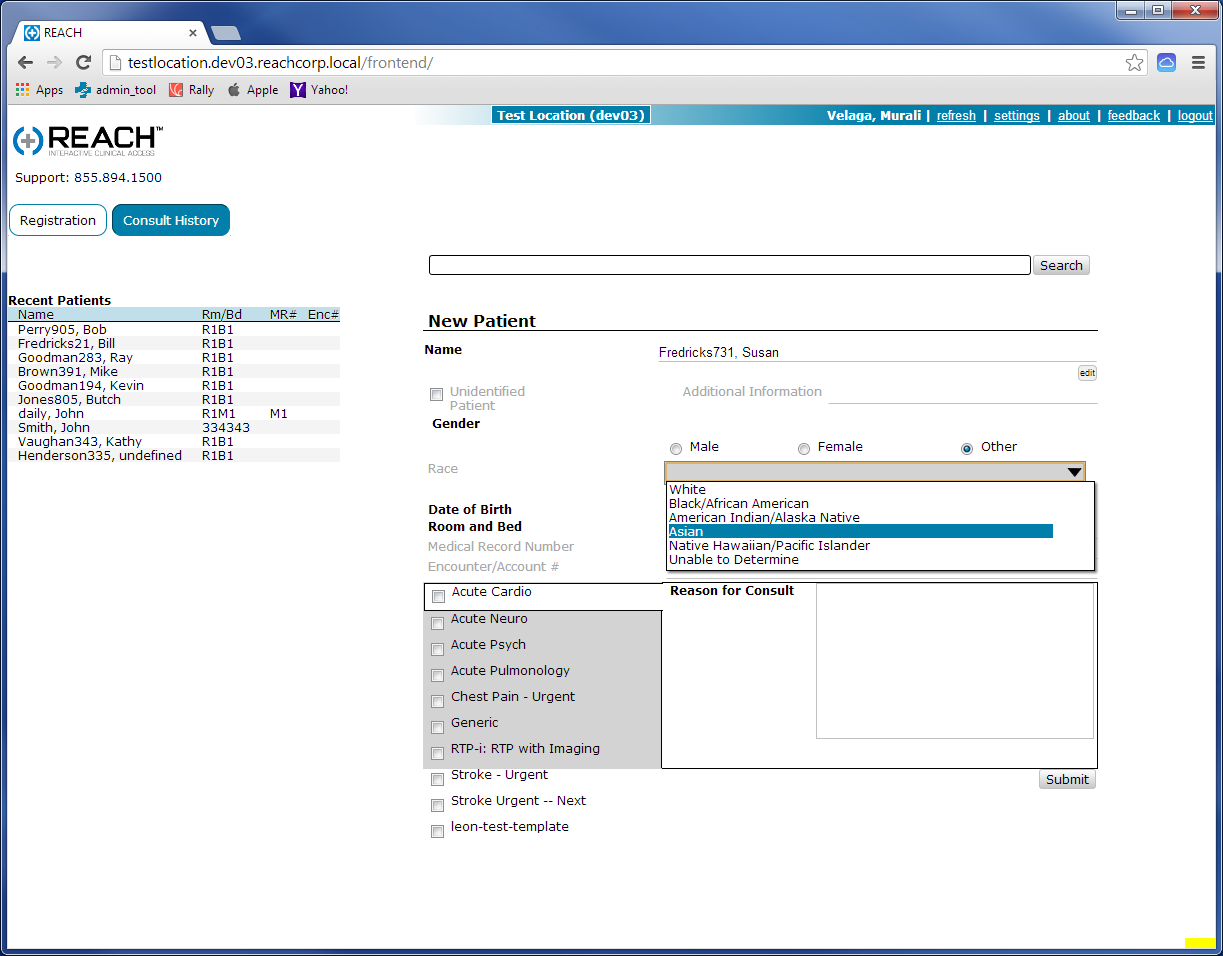 REACH
testlocation.dev03.reachcorp.local/frontend/
Apps admin_tool Rally Apple Yahoo!
Test Location (dev03) Velaga, Murali | refresh | settings | about | feedback | logout
REACH™
INTERACTIVE CLINICAL ACCESS
Support: 855.894.1500
Registration Consult History
Search
Recent Patients
Name Rm/Bd MR# Enc#
Perry905, Bob R1B1
Fredricks21, Bill R1B1
Goodman283, Ray R1B1
Brown391, Mike R1B1
Goodman194, Kevin R1B1
Jones805, Butch R1B1
daily, John R1M1 M1
Smith, John 334343
Vaughan343, Kathy R1B1
Henderson335, undefined R1B1
New Patient
Name Fredricks731, Susan
edit
Unidentified Patient Additional Information
Gender
Male Female Other
Race
White
Black/African American
American Indian/Alaska Native
Asian
Native Hawaiian/Pacific Islander
Unable to Determine
Date of Birth
Room and Bed
Medical Record Number
Encounter/Account #
Acute Cardio
Acute Neuro
Acute Psych
Acute Pulmonology
Chest Pain - Urgent
Generic
RTP-i: RTP with Imaging
Stroke - Urgent
Stroke Urgent -- Next
leon-test-template
Reason for Consult
Submit